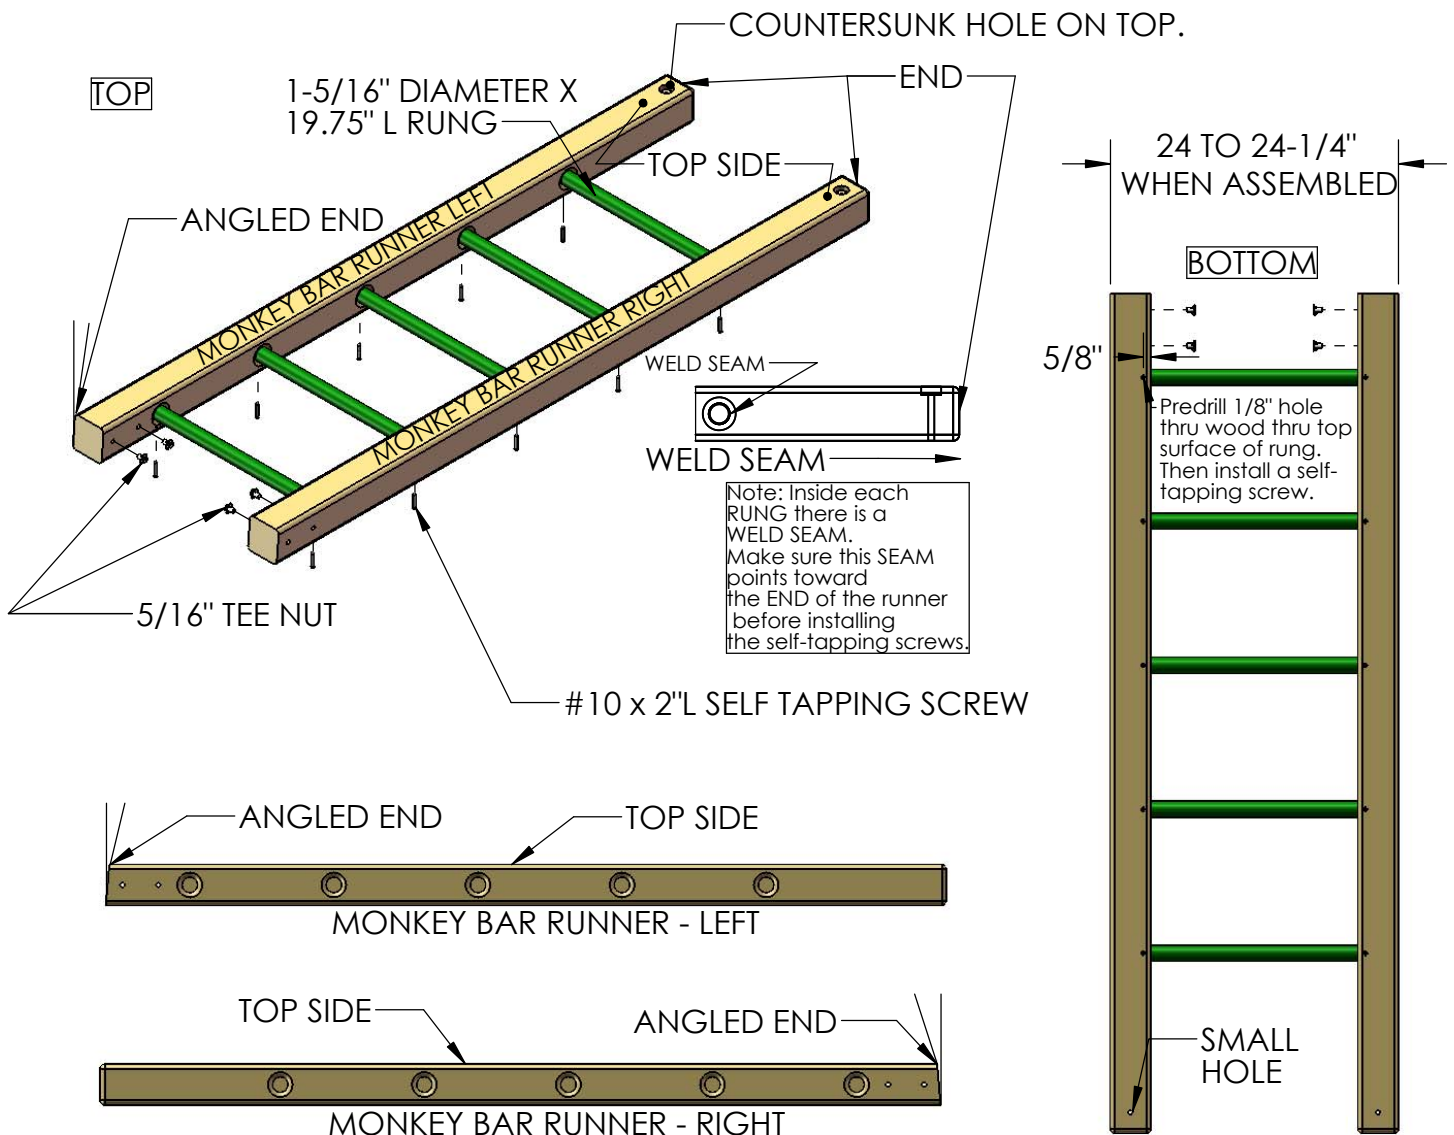 COUNTERSUNK HOLE ON TOP.
TOP
1-5/16" DIAMETER X
19.75" L RUNG
END
TOP SIDE
ANGLED END
MONKEY BAR RUNNER LEFT
MONKEY BAR RUNNER RIGHT
5/16" TEE NUT
#10 x 2"L SELF TAPPING SCREW
WELD SEAM
WELD SEAM
Note: Inside each
RUNG there is a
WELD SEAM.
Make sure this SEAM
points toward
the END of the runner
before installing
the self-tapping screws.
24 TO 24-1/4"
WHEN ASSEMBLED
BOTTOM
5/8"
Predrill 1/8" hole
thru wood thru top
surface of rung.
Then install a self-
tapping screw.
SMALL
HOLE
ANGLED END
TOP SIDE
MONKEY BAR RUNNER - LEFT
TOP SIDE
ANGLED END
MONKEY BAR RUNNER - RIGHT